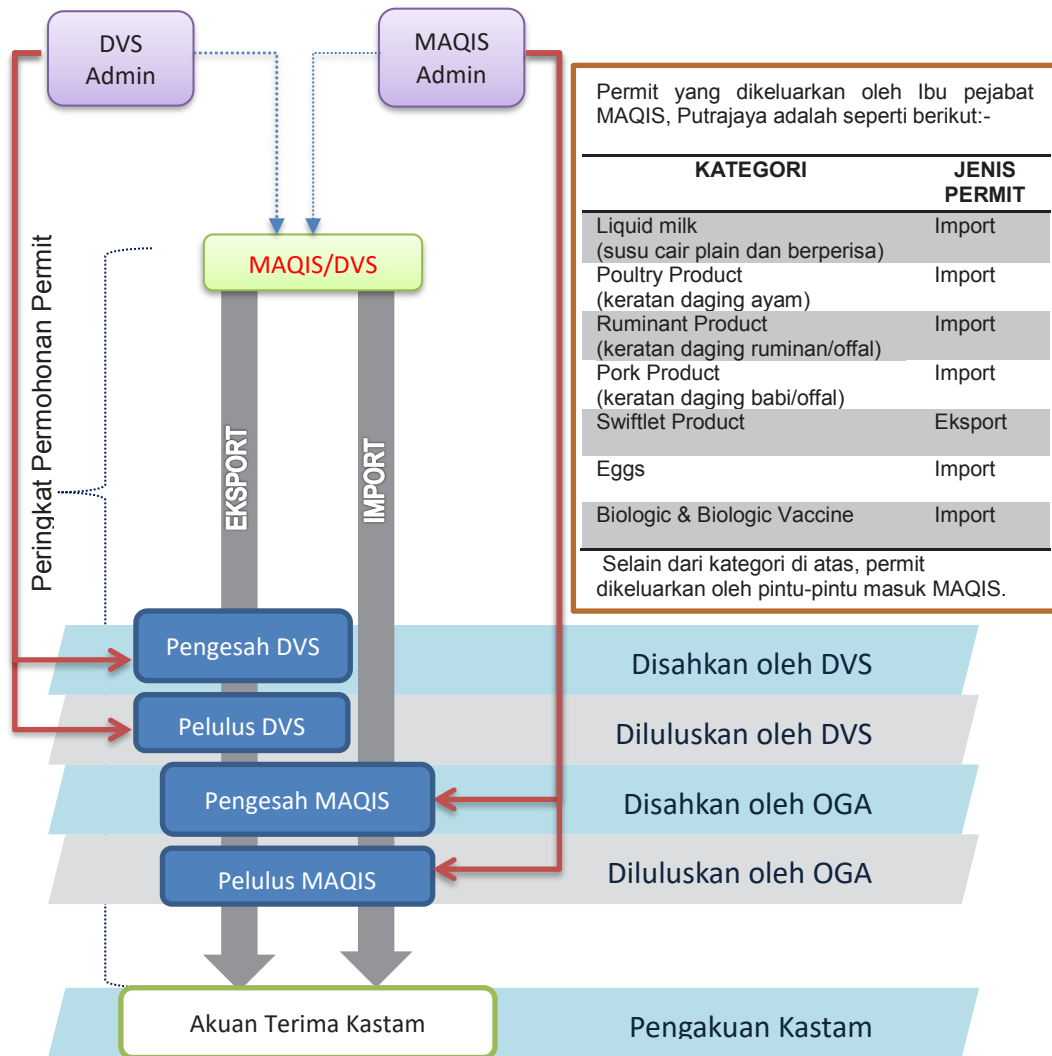 DVS
Admin
MAQIS
Admin
Permit yang dikeluarkan oleh Ibu pejabat
MAQIS, Putrajaya adalah seperti berikut:-
KATEGORI JENIS
PERMIT
Liquid milk Import
(susu cair plain dan berperisa)
Poultry Product Import
(keratan daging ayam)
Ruminant Product Import
(keratan daging ruminan/offal)
Pork Product Import
(keratan daging babi/offal)
Swiftlet Product Eksport
Eggs Import
Biologic & Biologic Vaccine Import
Selain dari kategori di atas, permit
dikeluarkan oleh pintu-pintu masuk MAQIS.
MAQIS/DVS
Peringkat Permohonan Permit
EKSPORT
IMPORT
Pengesah DVS
Disahkan oleh DVS
Pelulus DVS
Diluluskan oleh DVS
Pengesah MAQIS
Disahkan oleh OGA
Pelulus MAQIS
Diluluskan oleh OGA
Akuan Terima Kastam
Pengakuan Kastam